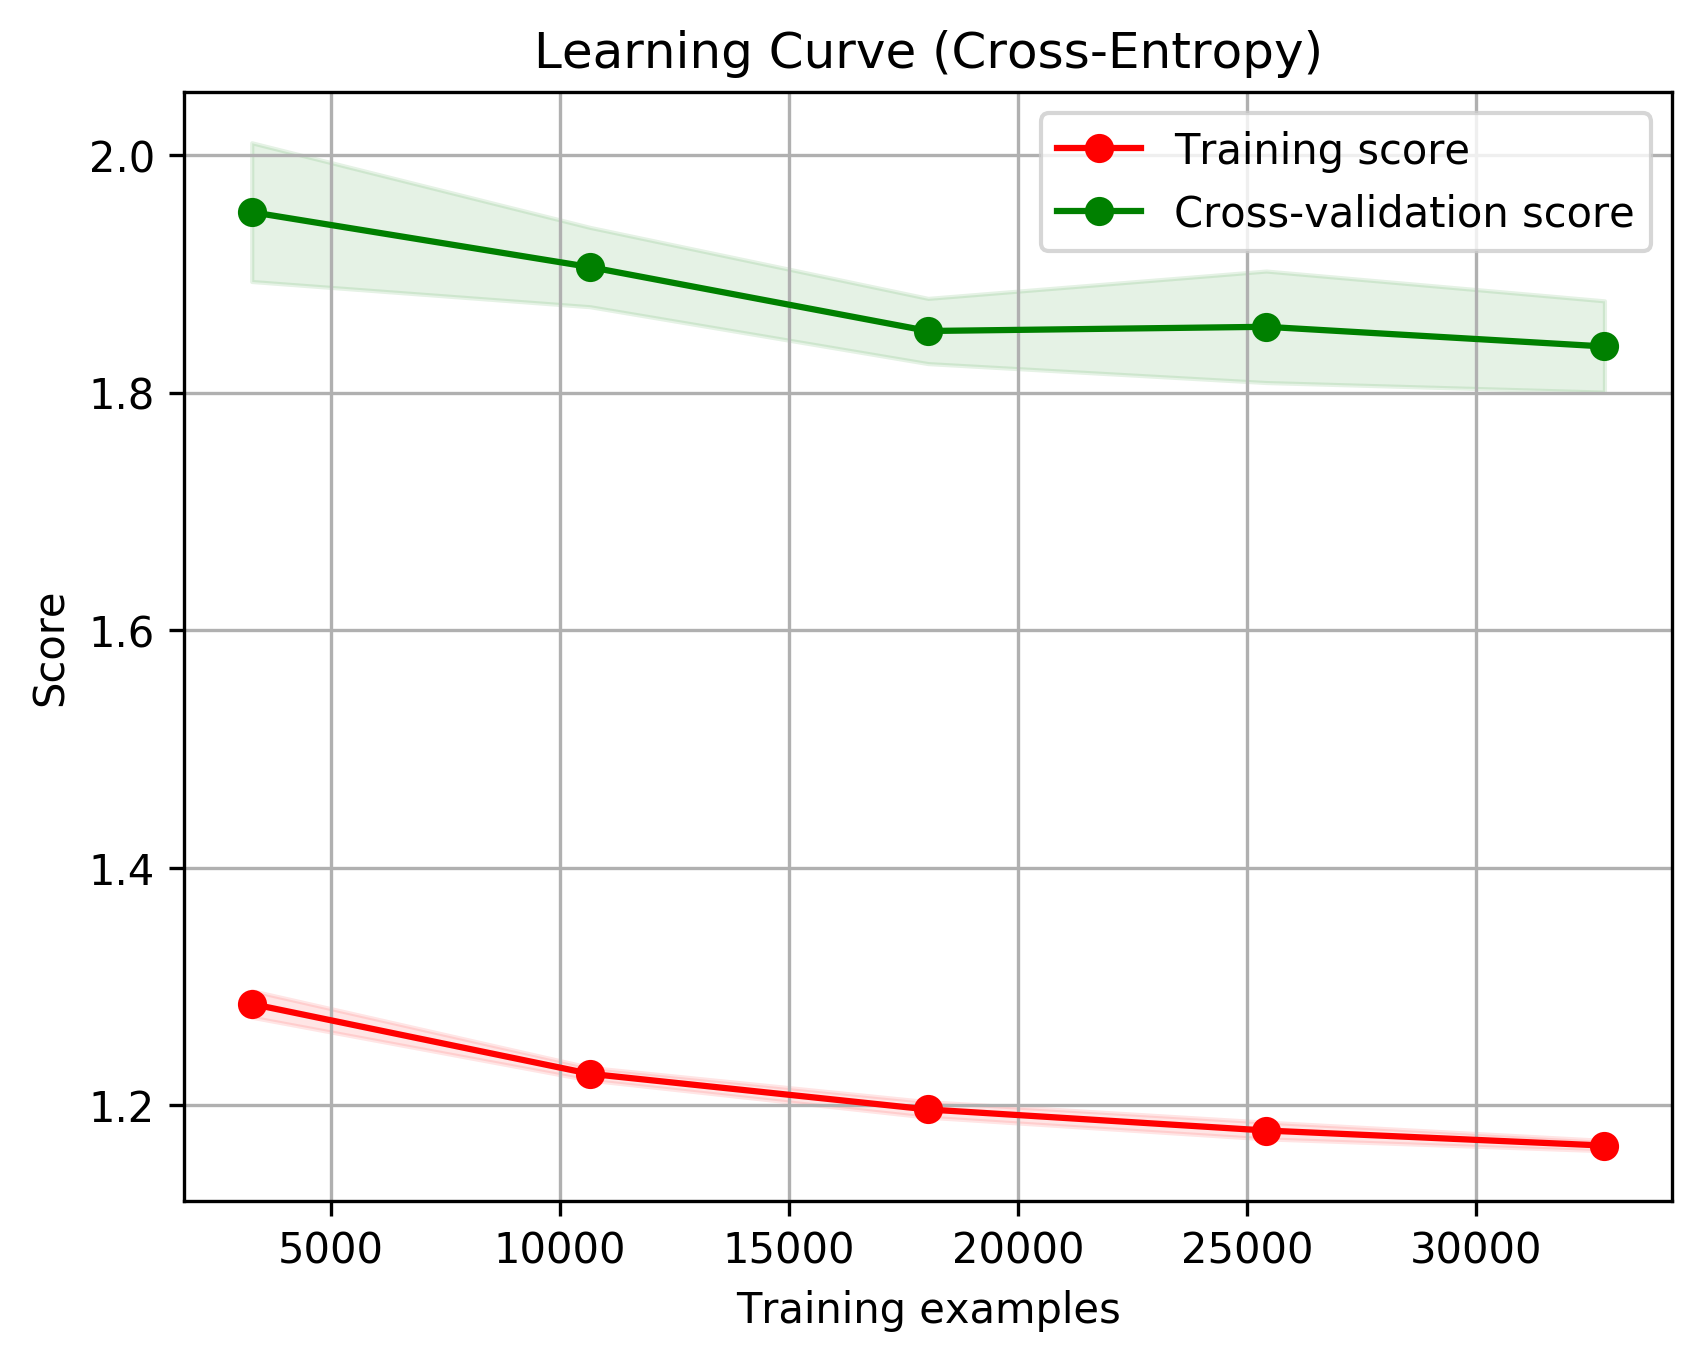 Learning Curve (Cross-Entropy)
Training score
Cross-validation score
2.0
1.8
1.6
1.4
1.2
Score
5000 10000 15000 20000 25000 30000
Training examples